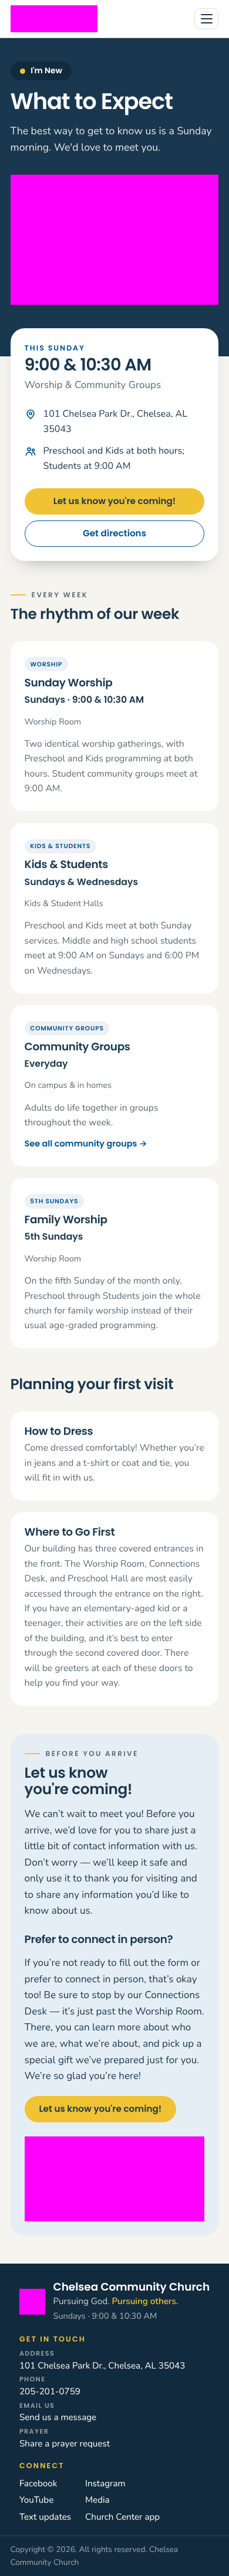 I'm New
What to Expect
The best way to get to know us is a Sunday
morning. We'd love to meet you.
THIS SUNDAY
9:00 & 10:30 AM
Worship & Community Groups
101 Chelsea Park Dr., Chelsea, AL
35043
Preschool and Kids at both hours;
Students at 9:00 AM
Let us know you're coming!
Get directions
EVERY WEEK
The rhythm of our week
WORSHIP
Sunday Worship
Sundays · 9:00 & 10:30 AM
Worship Room
Two identical worship gatherings, with
Preschool and Kids programming at both
hours. Student community groups meet at
9:00 AM.
KIDS & STUDENTS
Kids & Students
Sundays & Wednesdays
Kids & Student Halls
Preschool and Kids meet at both Sunday
services. Middle and high school students
meet at 9:00 AM on Sundays and 6:00 PM
on Wednesdays.
COMMUNITY GROUPS
Community Groups
Everyday
On campus & in homes
Adults do life together in groups
throughout the week.
See all community groups →
5TH SUNDAYS
Family Worship
5th Sundays
Worship Room
On the fifth Sunday of the month only,
Preschool through Students join the whole
church for family worship instead of their
usual age-graded programming.
Planning your first visit
How to Dress
Come dressed comfortably! Whether you're
in jeans and a t-shirt or coat and tie, you
will fit in with us.
Where to Go First
Our building has three covered entrances in
the front. The Worship Room, Connections
Desk, and Preschool Hall are most easily
accessed through the entrance on the right.
If you have an elementary-aged kid or a
teenager, their activities are on the left side
of the building, and it's best to enter
through the second covered door. There
will be greeters at each of these doors to
help you find your way.
BEFORE YOU ARRIVE
Let us know
you're coming!
We can't wait to meet you! Before you
arrive, we'd love for you to share just a
little bit of contact information with us.
Don't worry — we'll keep it safe and
only use it to thank you for visiting and
to share any information you'd like to
know about us.
Prefer to connect in person?
If you're not ready to fill out the form or
prefer to connect in person, that's okay
too! Be sure to stop by our Connections
Desk — it's just past the Worship Room.
There, you can learn more about who
we are, what we're about, and pick up a
special gift we've prepared just for you.
We're so glad you're here!
Let us know you're coming!
Chelsea Community Church
Pursuing God. Pursuing others.
Sundays · 9:00 & 10:30 AM
GET IN TOUCH
ADDRESS
101 Chelsea Park Dr., Chelsea, AL 35043
PHONE
205-201-0759
EMAIL US
Send us a message
PRAYER
Share a prayer request
CONNECT
Facebook Instagram
YouTube Media
Text updates Church Center app
Copyright © 2026. All rights reserved. Chelsea
Community Church